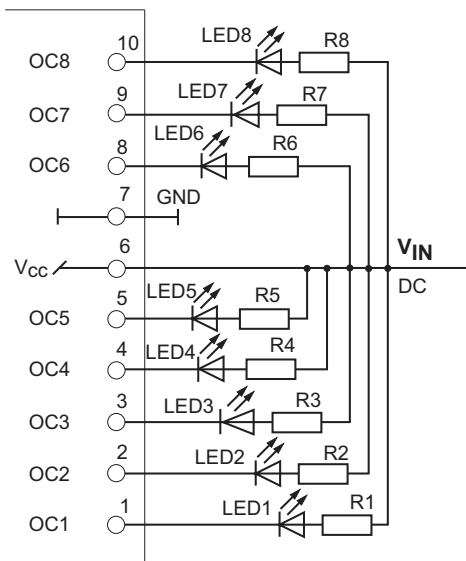 10 LED8 R8
OC8
9 LED7 R7
OC7
8 LED6 R6
OC6
7 GND
V_CC 6 V_IN
DC
5 LED5 R5
OC5
4 LED4 R4
OC4
3 LED3 R3
OC3
2 LED2 R2
OC2
1 LED1 R1
OC1